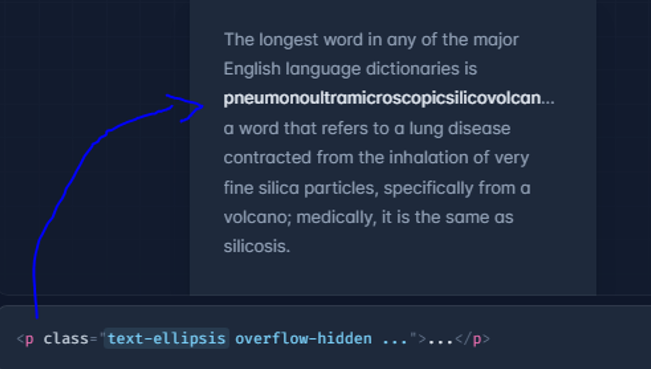 The longest word in any of the major
English language dictionaries is
pneumonoultramicroscopicsilicovolcan...
a word that refers to a lung disease
contracted from the inhalation of very
fine silica particles, specifically from a
volcano; medically, it is the same as
silicosis.
<p class="text-ellipsis overflow-hidden ...">...</p>